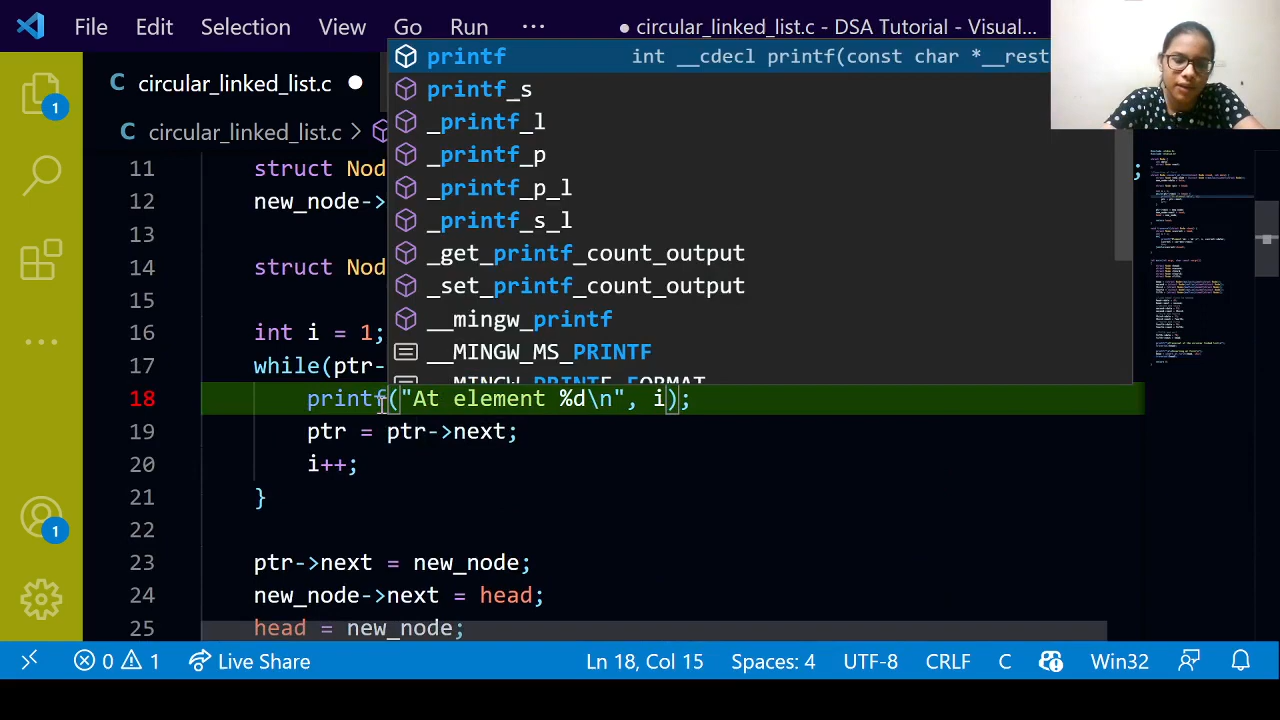 File Edit Selection View Go Run ··· ● circular_linked_list.c - DSA Tutorial - Visual...
C circular_linked_list.c ●
C circular_linked_list.c >
printf int __cdecl printf(const char *__rest
printf_s
_printf_l
_printf_p
_printf_p_l
_printf_s_l
_get_printf_count_output
_set_printf_count_output
__mingw_printf
__MINGW_MS_PRINTF
__MINGW_PRINTF_FORMAT
11 struct Nod
12 new_node-> ;
13
14 struct Nod
15
16 int i = 1;
17 while(ptr-
18 printf("At element %d\n", i);
19 ptr = ptr->next;
20 i++;
21 }
22
23 ptr->next = new_node;
24 new_node->next = head;
25 head = new_node;
1
1
0 1 Live Share Ln 18, Col 15 Spaces: 4 UTF-8 CRLF C Win32